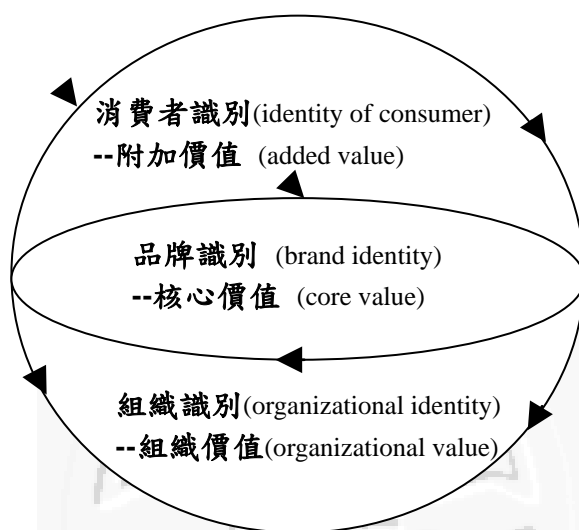 消費者識別(identity of consumer)
--附加價值 (added value)
品牌識別 (brand identity)
--核心價值 (core value)
組織識別(organizational identity)
--組織價值(organizational value)